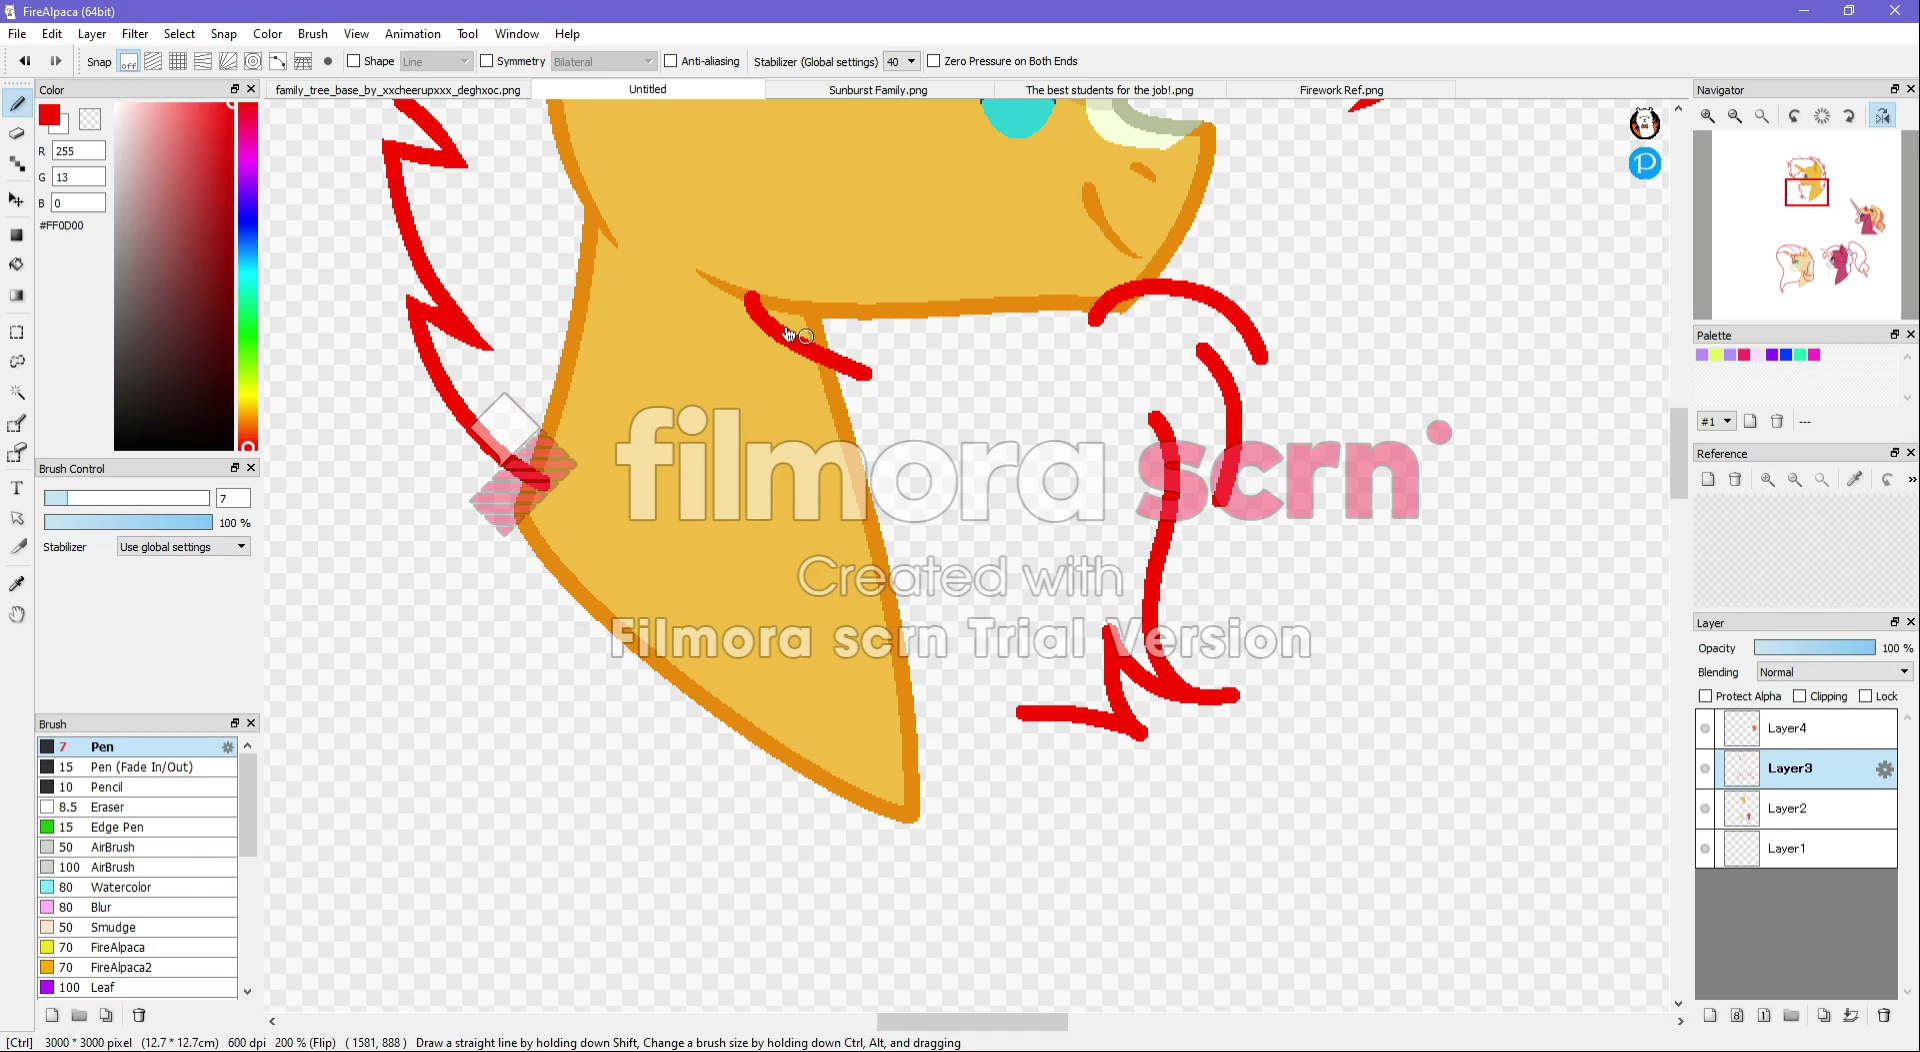 FireAlpaca (64bit)
File Edit Layer Filter Select Snap Color Brush View Animation Tool Window Help
Snap off Shape Line Symmetry Bilateral Anti-aliasing Stabilizer (Global settings) 40 Zero Pressure on Both Ends
Color
family_tree_base_by_xxcheerupxxx_deghxoc.png Untitled Sunburst Family.png The best students for the job!.png Firework Ref.png
Navigator
R 255
G 13
B 0
#FF0D00
Palette
#1 ---
Brush Control
7
100 %
Stabilizer Use global settings
Reference
filmora scrn
Created with
Filmora scrn Trial Version
Layer
Opacity 100 %
Blending Normal
Protect Alpha Clipping Lock
Layer4
Layer3
Layer2
Layer1
Brush
7 Pen
15 Pen (Fade In/Out)
10 Pencil
8.5 Eraser
15 Edge Pen
50 AirBrush
100 AirBrush
80 Watercolor
80 Blur
50 Smudge
70 FireAlpaca
70 FireAlpaca2
100 Leaf
[Ctrl] 3000 * 3000 pixel (12.7 * 12.7cm) 600 dpi 200 % (Flip) ( 1581, 888 ) Draw a straight line by holding down Shift, Change a brush size by holding down Ctrl, Alt, and dragging